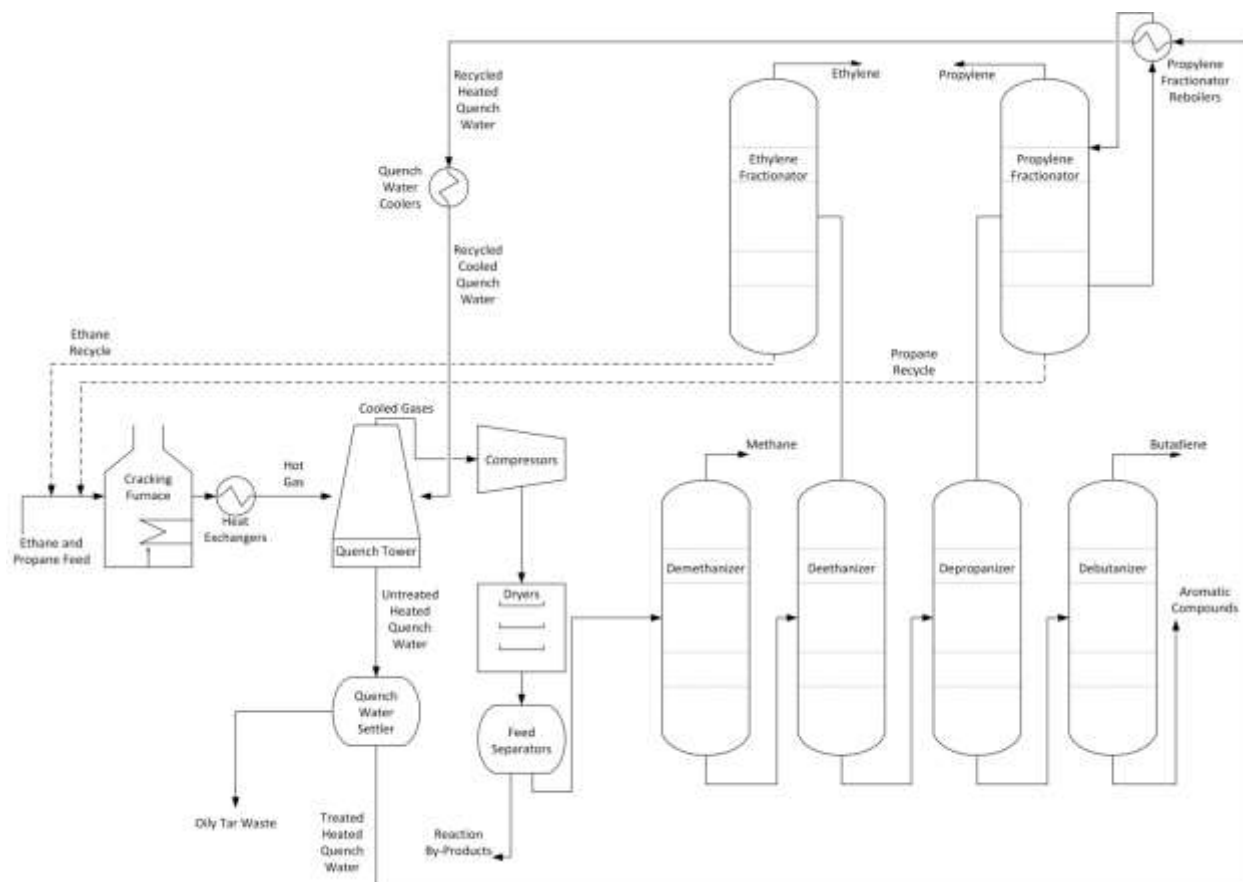 Recycled
Heated
Quench
Water
Ethylene
Propylene
Propylene
Fractionator
Reboilers
Quench
Water
Coolers
Ethylene
Fractionator
Propylene
Fractionator
Recycled
Cooled
Quench
Water
Ethane
Recycle
Propane
Recycle
Cooled Gases
Cracking
Furnace
Hot
Gas
Compressors
Methane
Butadiene
Ethane and
Propane Feed
Heat
Exchangers
Quench Tower
Demethanizer
Deethanizer
Depropanizer
Debutanizer
Untreated
Heated
Quench
Water
Dryers
Aromatic
Compounds
Quench
Water
Settler
Feed
Separators
Oily Tar Waste
Treated
Heated
Quench
Water
Reaction
By-Products